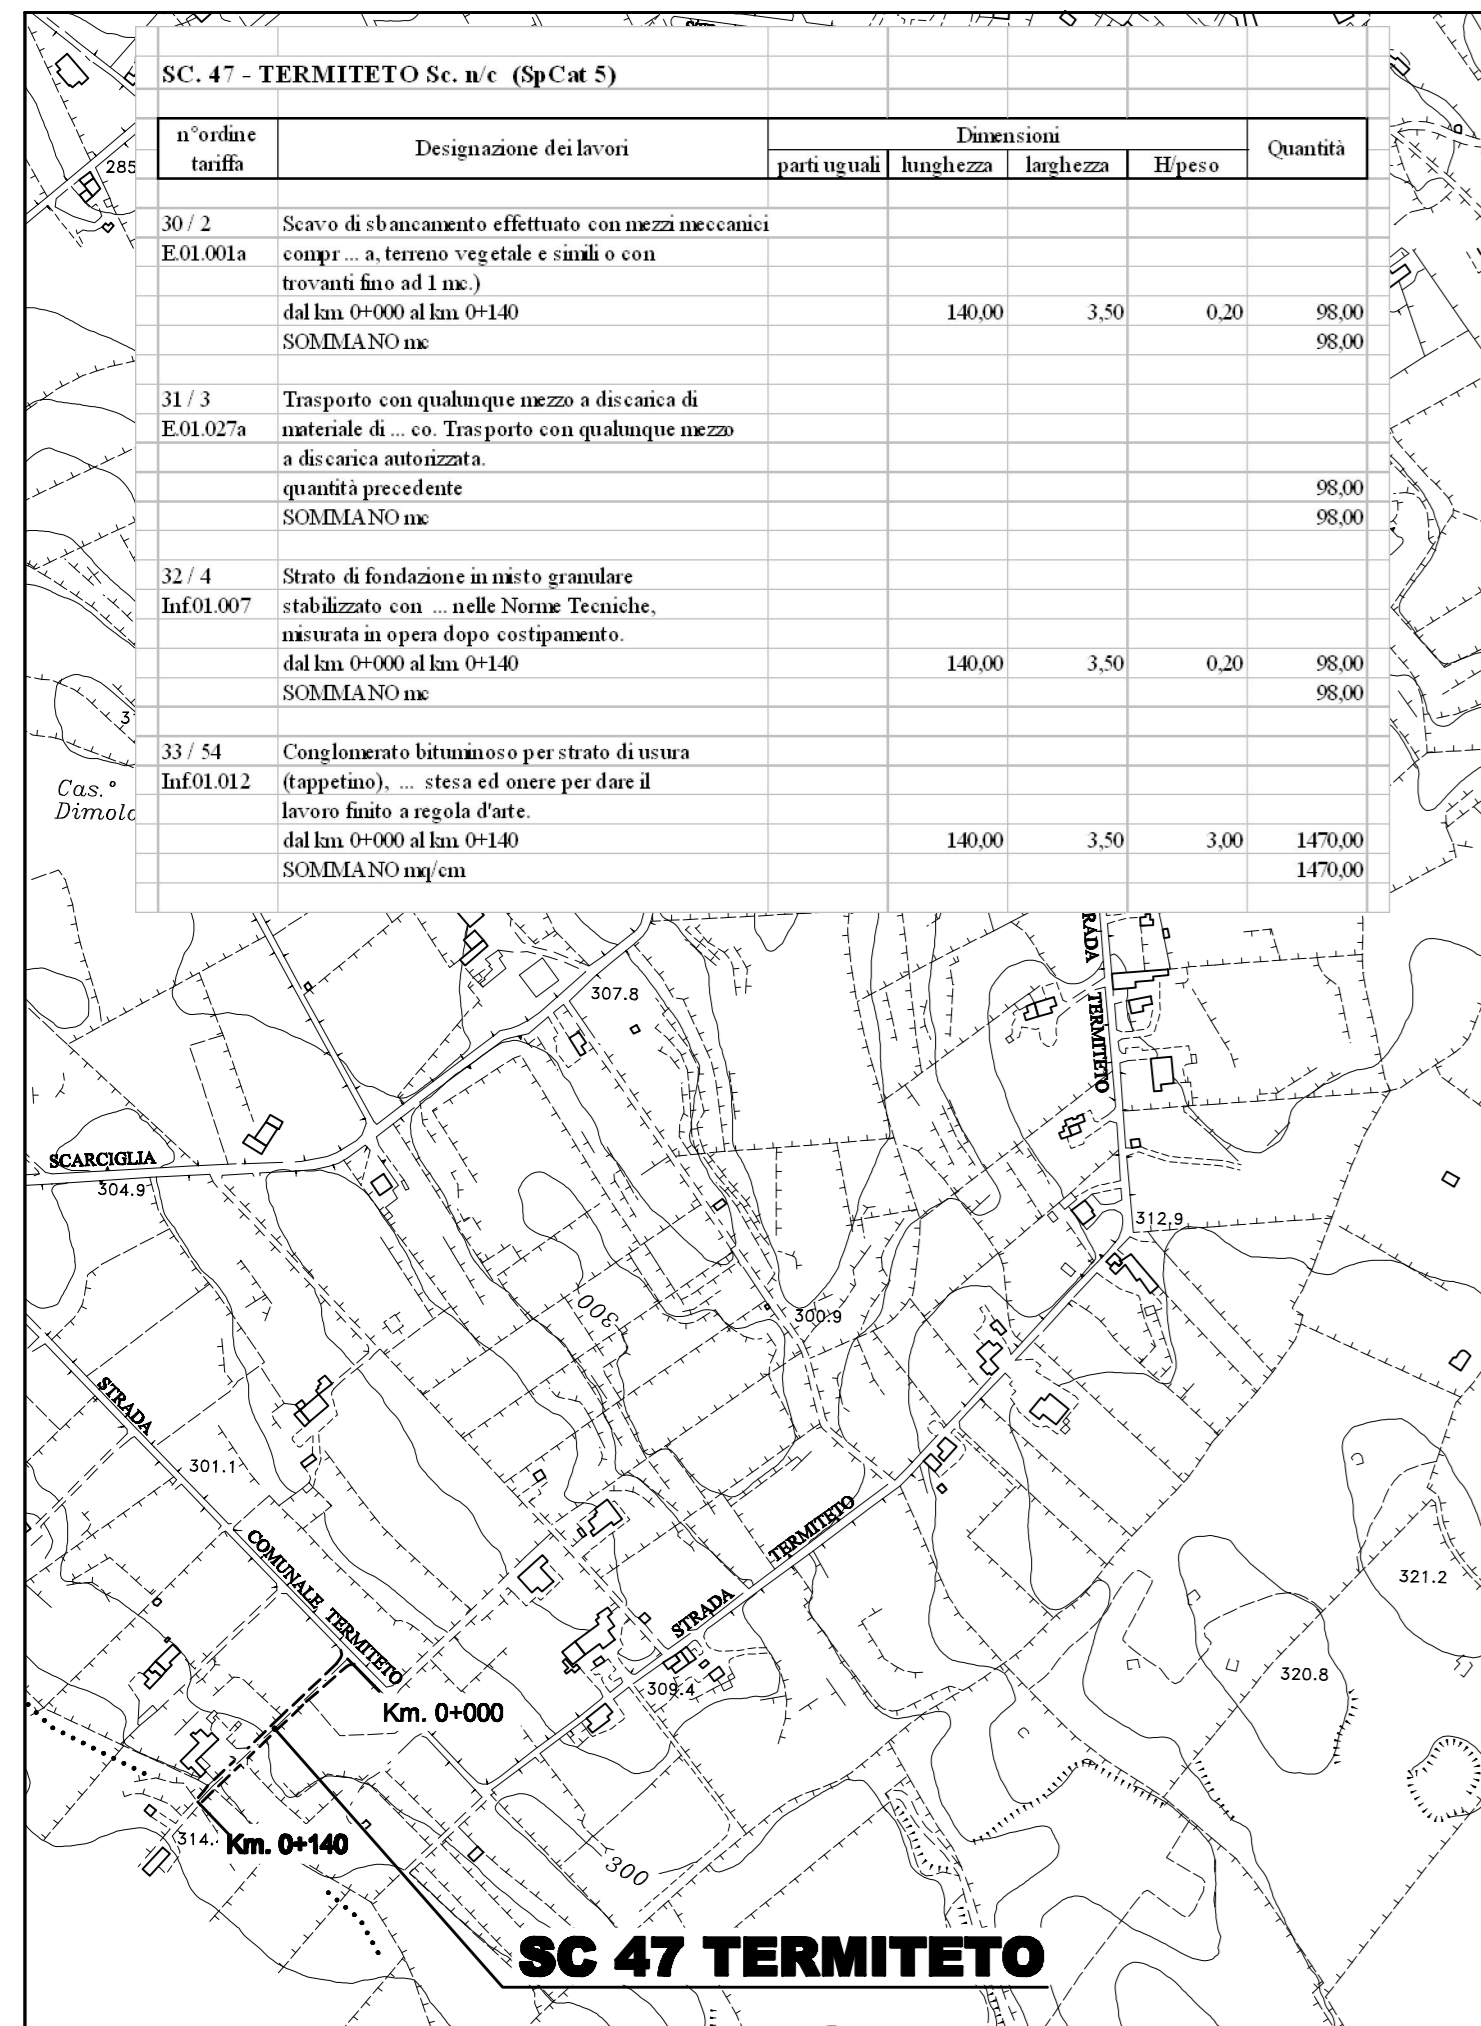 SC. 47 - TERMITETO Sc. n/c (SpCat 5)
n°ordine tariffa Designazione dei lavori Dimensioni Quantità
parti uguali lunghezza larghezza H/peso
30 / 2 Scavo di sbancamento effettuato con mezzi meccanici
E.01.001a compr ... a, terreno vegetale e simili o con
trovanti fino ad 1 mc.)
dal km 0+000 al km 0+140 140,00 3,50 0,20 98,00
SOMMANO mc 98,00
31 / 3 Trasporto con qualunque mezzo a discarica di
E.01.027a materiale di ... co. Trasporto con qualunque mezzo
a discarica autorizzata.
quantità precedente 98,00
SOMMANO mc 98,00
32 / 4 Strato di fondazione in misto granulare
Inf.01.007 stabilizzato con ... nelle Norme Tecniche,
misurata in opera dopo costipamento.
dal km 0+000 al km 0+140 140,00 3,50 0,20 98,00
SOMMANO mc 98,00
33 / 54 Conglomerato bituminoso per strato di usura
Inf.01.012 (tappetino), ... stesa ed onere per dare il
lavoro finito a regola d'arte.
dal km 0+000 al km 0+140 140,00 3,50 3,00 1470,00
SOMMANO mq/cm 1470,00
285
Cas.°
Dimolo
RADA TERMITETO
307.8
SCARCIGLIA
304.9
312.9
300
300.9
STRADA
301.1
COMUNALE TERMITETO
STRADA TERMITETO
321.2
320.8
309.4
Km. 0+000
314.
Km. 0+140
300
SC 47 TERMITETO